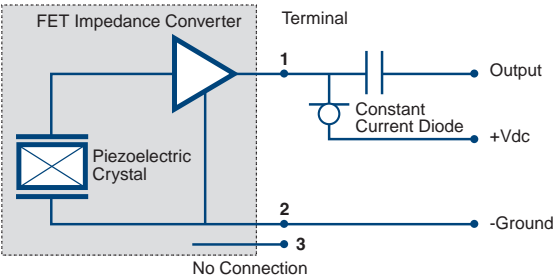 FET Impedance Converter
Terminal
1
Output
Constant
Current Diode
+Vdc
Piezoelectric
Crystal
2
-Ground
3
No Connection